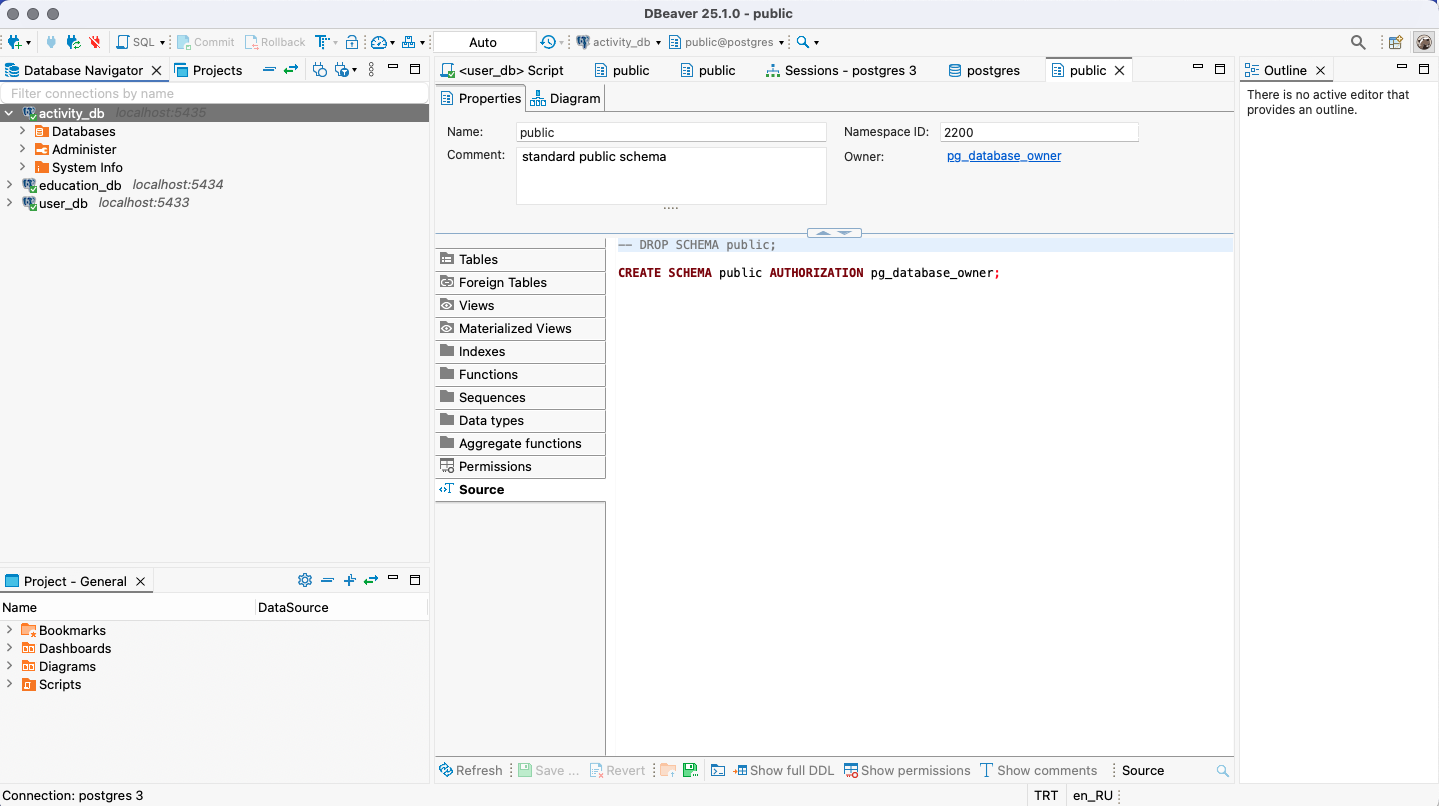 DBeaver 25.1.0 - public
SQL
Commit
Rollback
Auto
activity_db
public@postgres
Database Navigator
Projects
Filter connections by name
activity_db localhost:5435
Databases
Administer
System Info
education_db localhost:5434
user_db localhost:5433
<user_db> Script
public
public
Sessions - postgres 3
postgres
public
Properties
Diagram
Name: public
Namespace ID: 2200
Comment: standard public schema
Owner: pg_database_owner
Tables
Foreign Tables
Views
Materialized Views
Indexes
Functions
Sequences
Data types
Aggregate functions
Permissions
Source
-- DROP SCHEMA public;
CREATE SCHEMA public AUTHORIZATION pg_database_owner;
Outline
There is no active editor that
provides an outline.
Project - General
Name DataSource
Bookmarks
Dashboards
Diagrams
Scripts
Refresh
Save ...
Revert
Show full DDL
Show permissions
Show comments
Source
Connection: postgres 3
TRT
en_RU